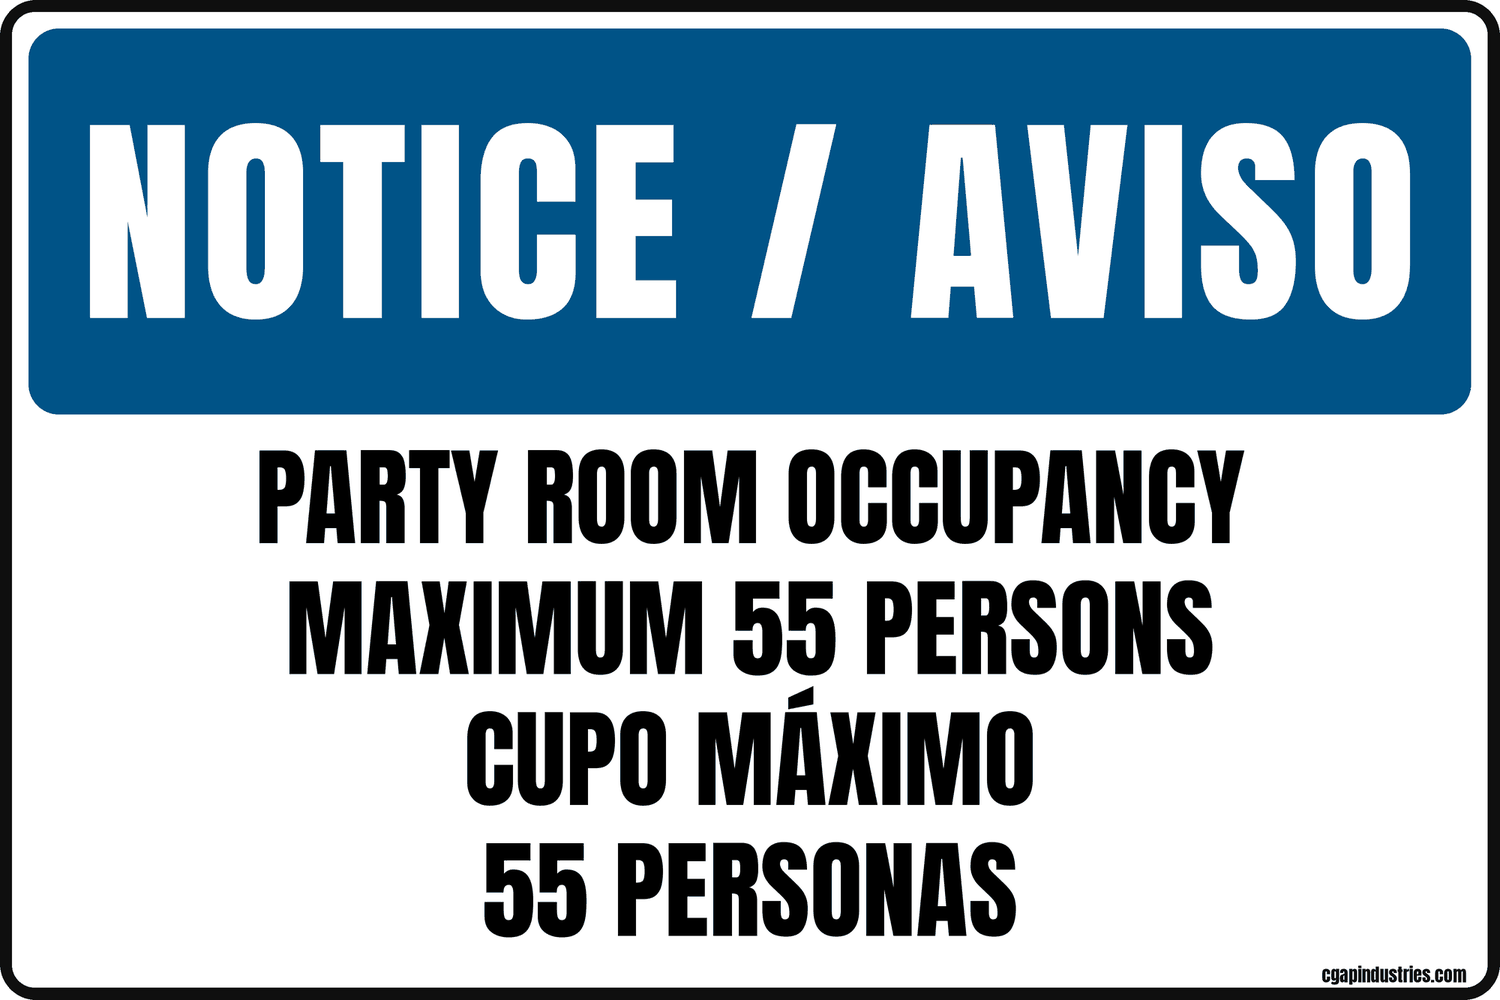 NOTICE / AVISO
PARTY ROOM OCCUPANCY
MAXIMUM 55 PERSONS
CUPO MÁXIMO
55 PERSONAS
cgapindustries.com